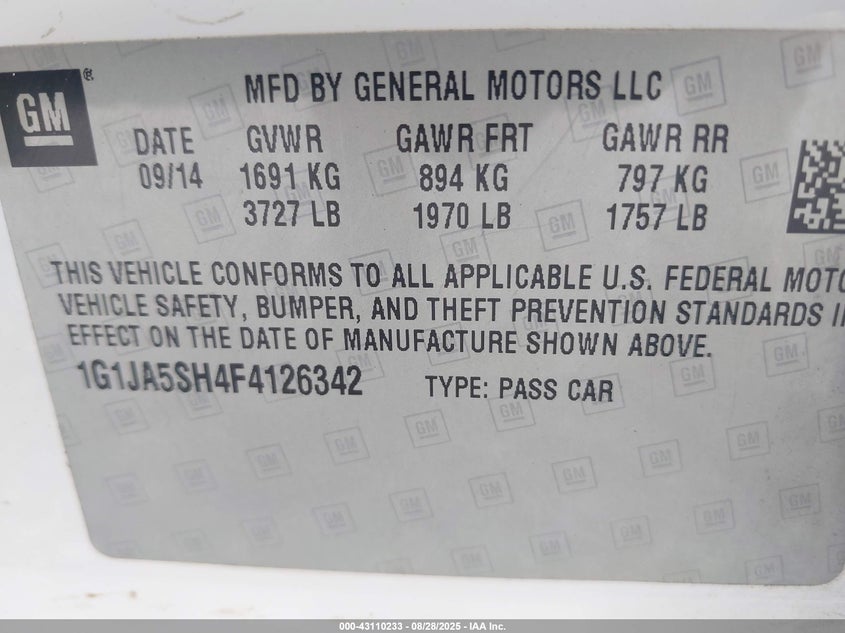 GM ®
MFD BY GENERAL MOTORS LLC
DATE GVWR GAWR FRT GAWR RR
09/14 1691 KG 894 KG 797 KG
3727 LB 1970 LB 1757 LB
THIS VEHICLE CONFORMS TO ALL APPLICABLE U.S. FEDERAL MOTO
VEHICLE SAFETY, BUMPER, AND THEFT PREVENTION STANDARDS I
EFFECT ON THE DATE OF MANUFACTURE SHOWN ABOVE.
1G1JA5SH4F4126342 TYPE: PASS CAR
000-43110233 - 08/28/2025 - IAA Inc.